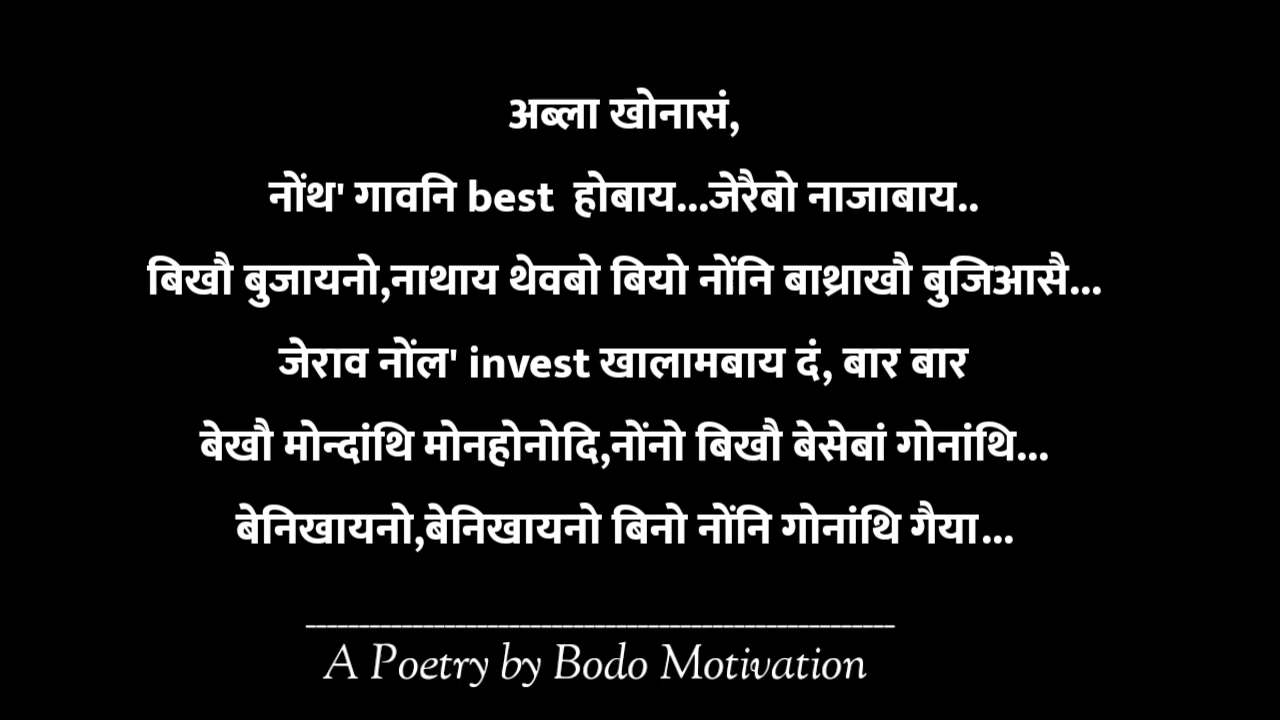 अब्ला खोनासं,
नोंथ' गावनि best होबाय...जेरैबो नाजाबाय..
बिखौ बुजायनो,नाथाय थेवबो बियो नोंनि बाथ्राखौ बुजिआसै...
जेराव नोंल' invest खालामबाय दं, बार बार
बेखौ मोन्दांथि मोनहोनोदि,नोंनो बिखौ बेसेबां गोनांथि...
बेनिखायनो,बेनिखायनो बिनो नोंनि गोनांथि गैया...
A Poetry by Bodo Motivation